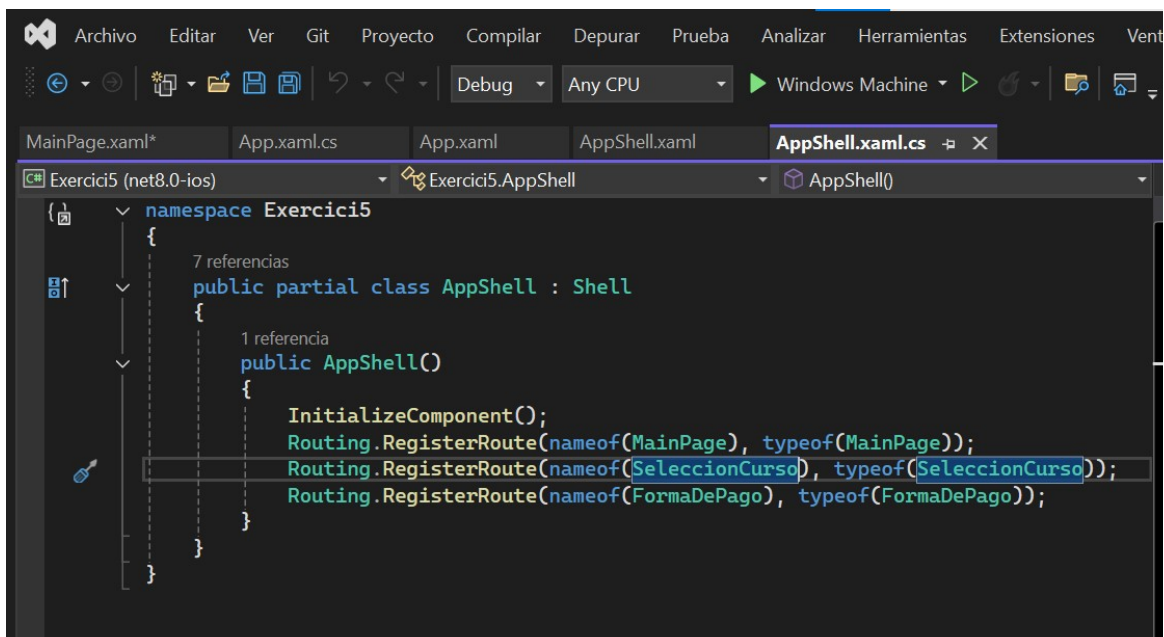 Archivo Editar Ver Git Proyecto Compilar Depurar Prueba Analizar Herramientas Extensiones Vent
Debug Any CPU Windows Machine
MainPage.xaml* App.xaml.cs App.xaml AppShell.xaml AppShell.xaml.cs
C# Exercici5 (net8.0-ios) Exercici5.AppShell AppShell()
namespace Exercici5
{
7 referencias
public partial class AppShell : Shell
{
1 referencia
public AppShell()
{
InitializeComponent();
Routing.RegisterRoute(nameof(MainPage), typeof(MainPage));
Routing.RegisterRoute(nameof(SeleccionCurso), typeof(SeleccionCurso));
Routing.RegisterRoute(nameof(FormaDePago), typeof(FormaDePago));
}
}
}